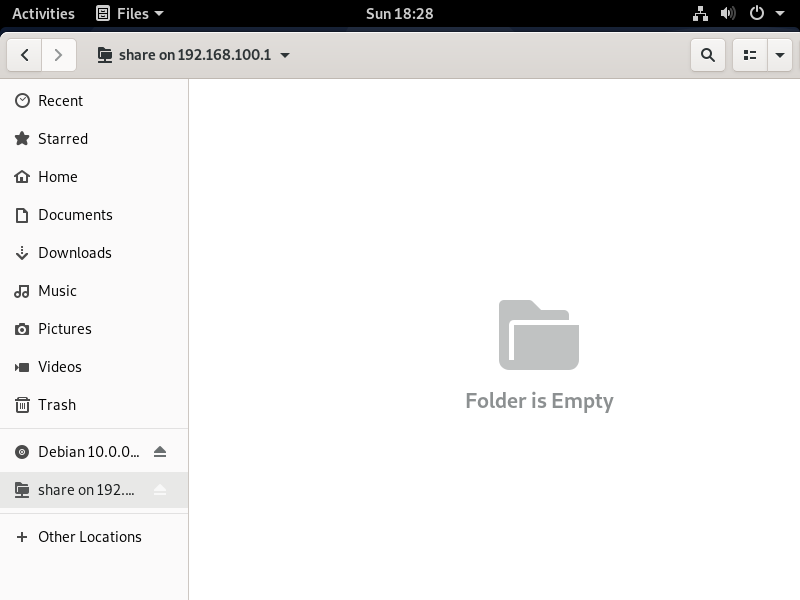 Activities Files Sun 18:28
share on 192.168.100.1
Recent
Starred
Home
Documents
Downloads
Music
Pictures
Videos
Trash
Debian 10.0.0...
share on 192....
Other Locations
Folder is Empty